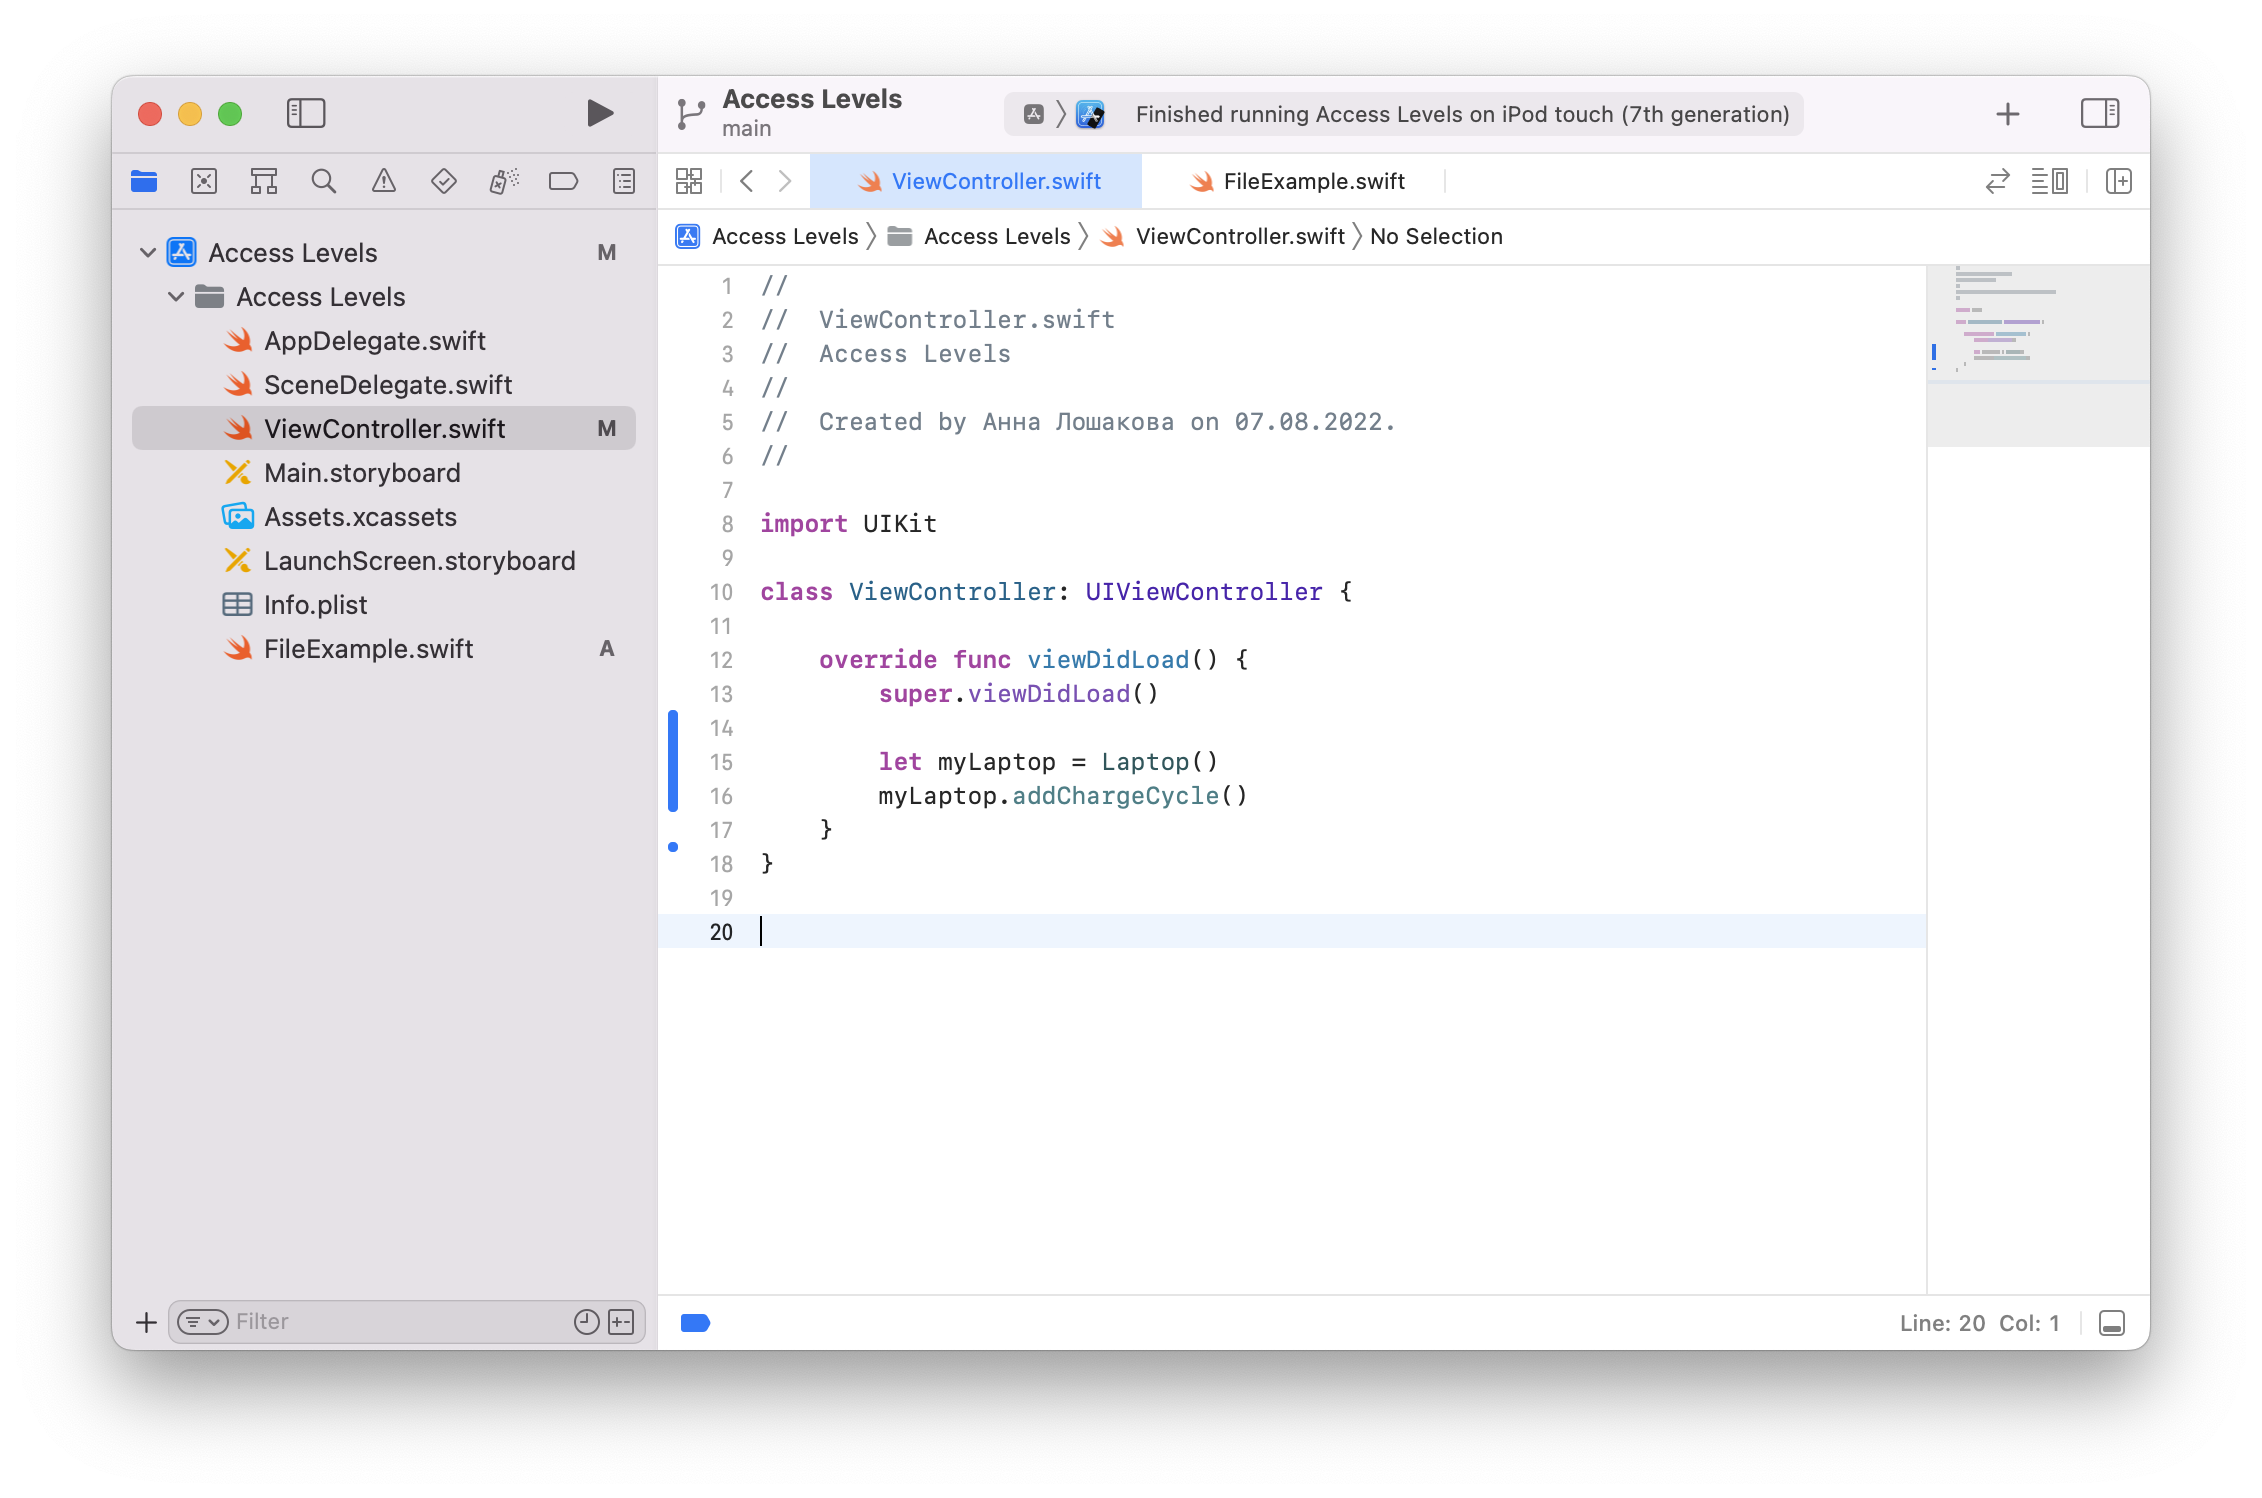 Access Levels
main
Finished running Access Levels on iPod touch (7th generation)
ViewController.swift
FileExample.swift
Access Levels
Access Levels
ViewController.swift
No Selection
Access Levels M
Access Levels
AppDelegate.swift
SceneDelegate.swift
ViewController.swift M
Main.storyboard
Assets.xcassets
LaunchScreen.storyboard
Info.plist
FileExample.swift A
Filter
1 //
2 //  ViewController.swift
3 //  Access Levels
4 //
5 //  Created by Анна Лошакова on 07.08.2022.
6 //
7
8 import UIKit
9
10 class ViewController: UIViewController {
11
12     override func viewDidLoad() {
13         super.viewDidLoad()
14
15         let myLaptop = Laptop()
16         myLaptop.addChargeCycle()
17     }
18 }
19
20
Line: 20 Col: 1